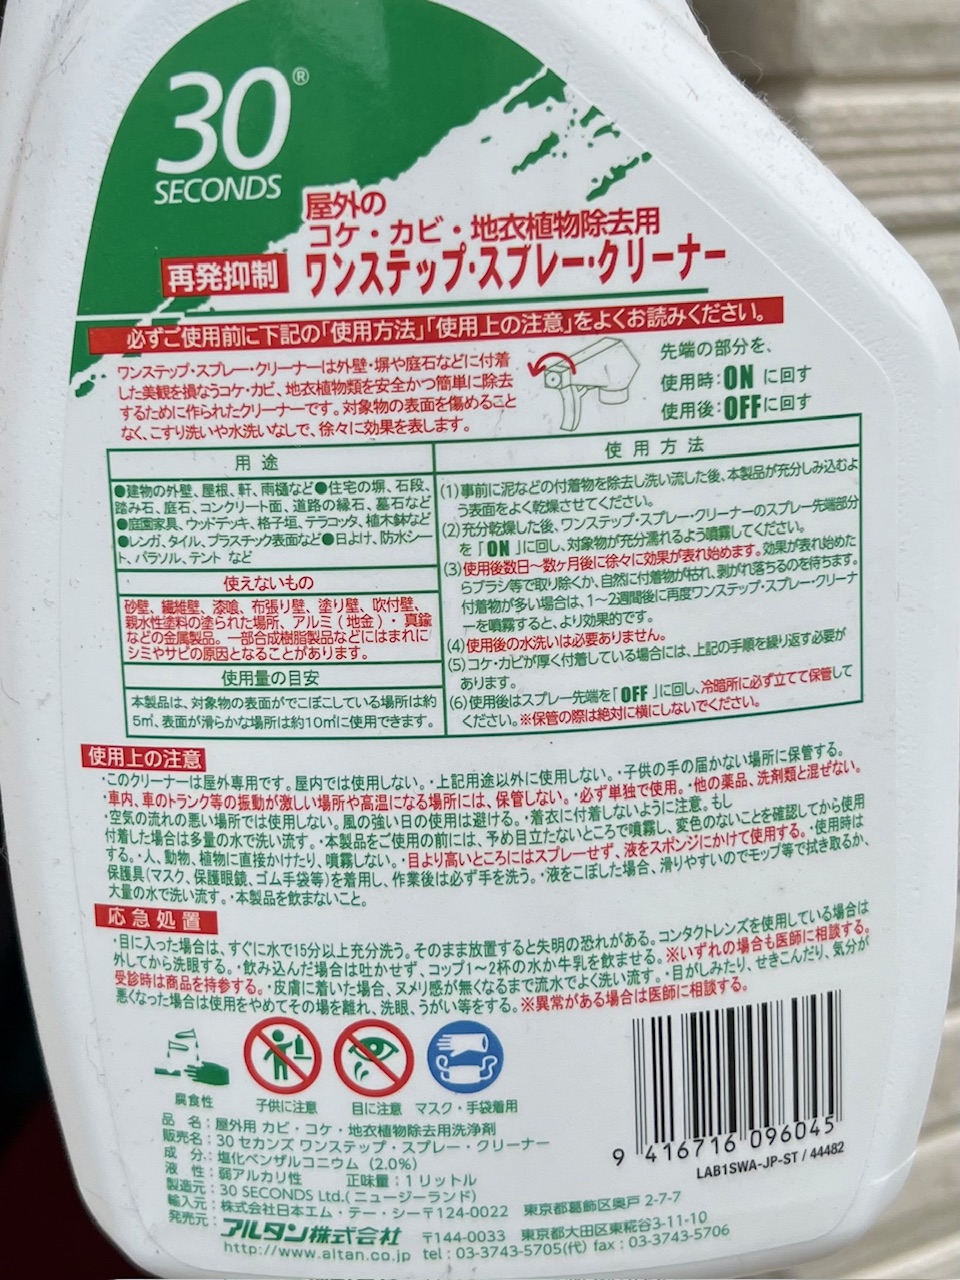 30®
SECONDS
屋外の
コケ・カビ・地衣植物除去用
再発抑制 ワンステップ・スプレー・クリーナー
必ずご使用前に下記の「使用方法」「使用上の注意」をよくお読みください。
ワンステップ・スプレー・クリーナーは外壁・塀や庭石などに付着
した美観を損なうコケ・カビ、地衣植物類を安全かつ簡単に除去
するために作られたクリーナーです。対象物の表面を傷めること
なく、こすり洗いや水洗いなしで、徐々に効果を表します。
先端の部分を、
使用時：ONに回す
使用後：OFFに回す
用途
●建物の外壁、屋根、軒、雨樋など●住宅の塀、石段、
踏み石、庭石、コンクリート面、道路の縁石、墓石など
●庭園家具、ウッドデッキ、格子垣、テラコッタ、植木鉢など
●レンガ、タイル、プラスチック表面など●日よけ、防水シー
ト、パラソル、テント など
使えないもの
砂壁、繊維壁、漆喰、布張り壁、塗り壁、吹付壁、
親水性塗料の塗られた場所、アルミ（地金）・真鍮
などの金属製品。一部合成樹脂製品などにはまれに
シミやサビの原因となることがあります。
使用量の目安
本製品は、対象物の表面がでこぼこしている場所は約
5㎡、表面が滑らかな場所は約10㎡に使用できます。
使用方法
(1)事前に泥などの付着物を除去し洗い流した後、本製品が充分しみ込むよ
う表面をよく乾燥させてください。
(2)充分乾燥した後、ワンステップ・スプレー・クリーナーのスプレー先端部分
を「ON」に回し、対象物が充分濡れるよう噴霧してください。
(3)使用後数日～数ヶ月後に徐々に効果が表れ始めます。効果が表れ始めた
らブラシ等で取り除くか、自然に付着物が枯れ、剥がれ落ちるのを待ちます。
付着物が多い場合は、1～2週間後に再度ワンステップ・スプレー・クリーナ
ーを噴霧すると、より効果的です。
(4)使用後の水洗いは必要ありません。
(5)コケ・カビが厚く付着している場合には、上記の手順を繰り返す必要が
あります。
(6)使用後はスプレー先端を「OFF」に回し、冷暗所に必ず立てて保管して
ください。※保管の際は絶対に横にしないでください。
使用上の注意
・このクリーナーは屋外専用です。屋内では使用しない。・上記用途以外に使用しない。・子供の手の届かない場所に保管する。
・車内、車のトランク等の振動が激しい場所や高温になる場所には、保管しない。・必ず単独で使用。・他の薬品、洗剤類と混ぜない。
・空気の流れの悪い場所では使用しない。風の強い日の使用は避ける。・着衣に付着しないように注意。もし
付着した場合は多量の水で洗い流す。・本製品をご使用の前には、予め目立たないところで噴霧し、変色のないことを確認してから使用
する。・人、動物、植物に直接かけたり、噴霧しない。・目より高いところにはスプレーせず、液をスポンジにかけて使用する。・使用時は
保護具(マスク、保護眼鏡、ゴム手袋等)を着用し、作業後は必ず手を洗う。・液をこぼした場合、滑りやすいのでモップ等で拭き取るか、
大量の水で洗い流す。・本製品を飲まないこと。
応急処置
・目に入った場合は、すぐに水で15分以上充分洗う。そのまま放置すると失明の恐れがある。コンタクトレンズを使用している場合は
外してから洗眼する。・飲み込んだ場合は吐かせず、コップ1～2杯の水か牛乳を飲ませる。※いずれの場合も医師に相談する。
受診時は商品を持参する。・皮膚に着いた場合、ヌメリ感が無くなるまで流水でよく洗い流す。・目がしみたり、せきこんだり、気分が
悪くなった場合は使用をやめてその場を離れ、洗眼、うがい等をする。※異常がある場合は医師に相談する。
腐食性 子供に注意 目に注意 マスク・手袋着用
品 名：屋外用 カビ・コケ・地衣植物除去用洗浄剤
販売名：30 セカンズ ワンステップ・スプレー・クリーナー
成 分：塩化ベンザルコニウム（2.0%）
液 性：弱アルカリ性 正味量：1 リットル
製造元：30 SECONDS Ltd.（ニュージーランド）
輸入元：株式会社日本エム・テー・シー〒124-0022 東京都葛飾区奥戸 2-7-7
発売元：アルタン株式会社 〒144-0033 東京都大田区東糀谷3-11-10
http://www.altan.co.jp tel：03-3743-5705(代) fax：03-3743-5706
9 416716 096045
LAB1SWA-JP-ST / 44482